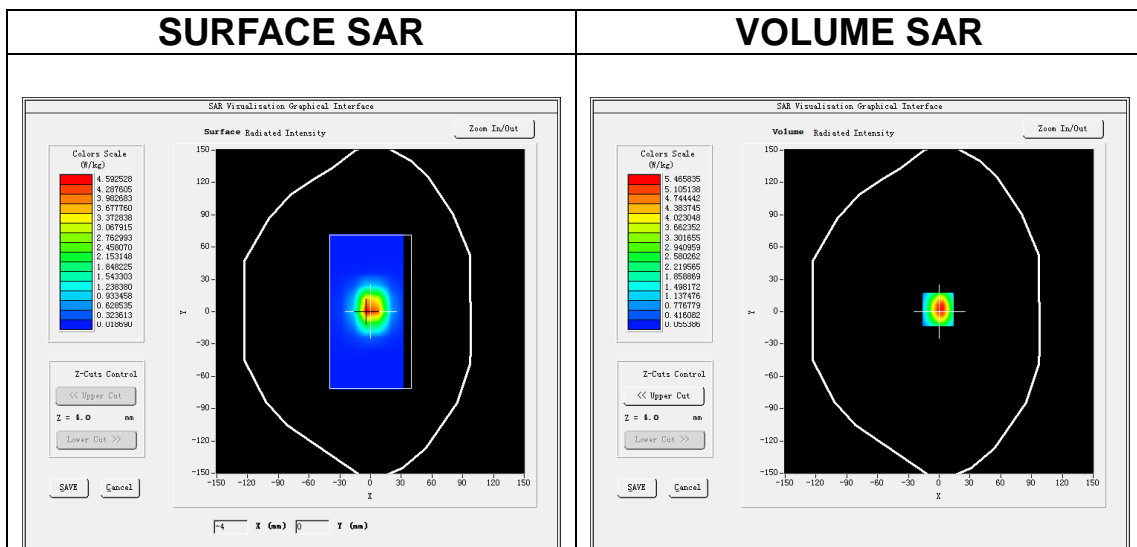 SURFACE SAR
VOLUME SAR
SAR Visualisation Graphical Interface
Surface Radiated Intensity
Zoom In/Out
Colors Scale
(W/kg)
4.592528
4.287605
3.982683
3.677760
3.372838
3.067915
2.762993
2.458070
2.153148
1.848225
1.543303
1.238380
0.933458
0.628535
0.323613
0.018690
150
120
90
60
30
0
-30
-60
-90
-120
-150
Y
-150 -120 -90 -60 -30 0 30 60 90 120 150
X
Z-Cuts Control
<< Upper Cut
Z = 4.0 mm
Lower Cut >>
SAVE Cancel
-4 X (mm) 0 Y (mm)
SAR Visualisation Graphical Interface
Volume Radiated Intensity
Zoom In/Out
Colors Scale
(W/kg)
5.465835
5.105138
4.744442
4.383745
4.023048
3.662352
3.301655
2.940959
2.580262
2.219565
1.858869
1.498172
1.137476
0.776779
0.416082
0.055386
150
120
90
60
30
0
-30
-60
-90
-120
-150
Y
-150 -120 -90 -60 -30 0 30 60 90 120 150
X
Z-Cuts Control
<< Upper Cut
Z = 4.0 mm
Lower Cut >>
SAVE Cancel